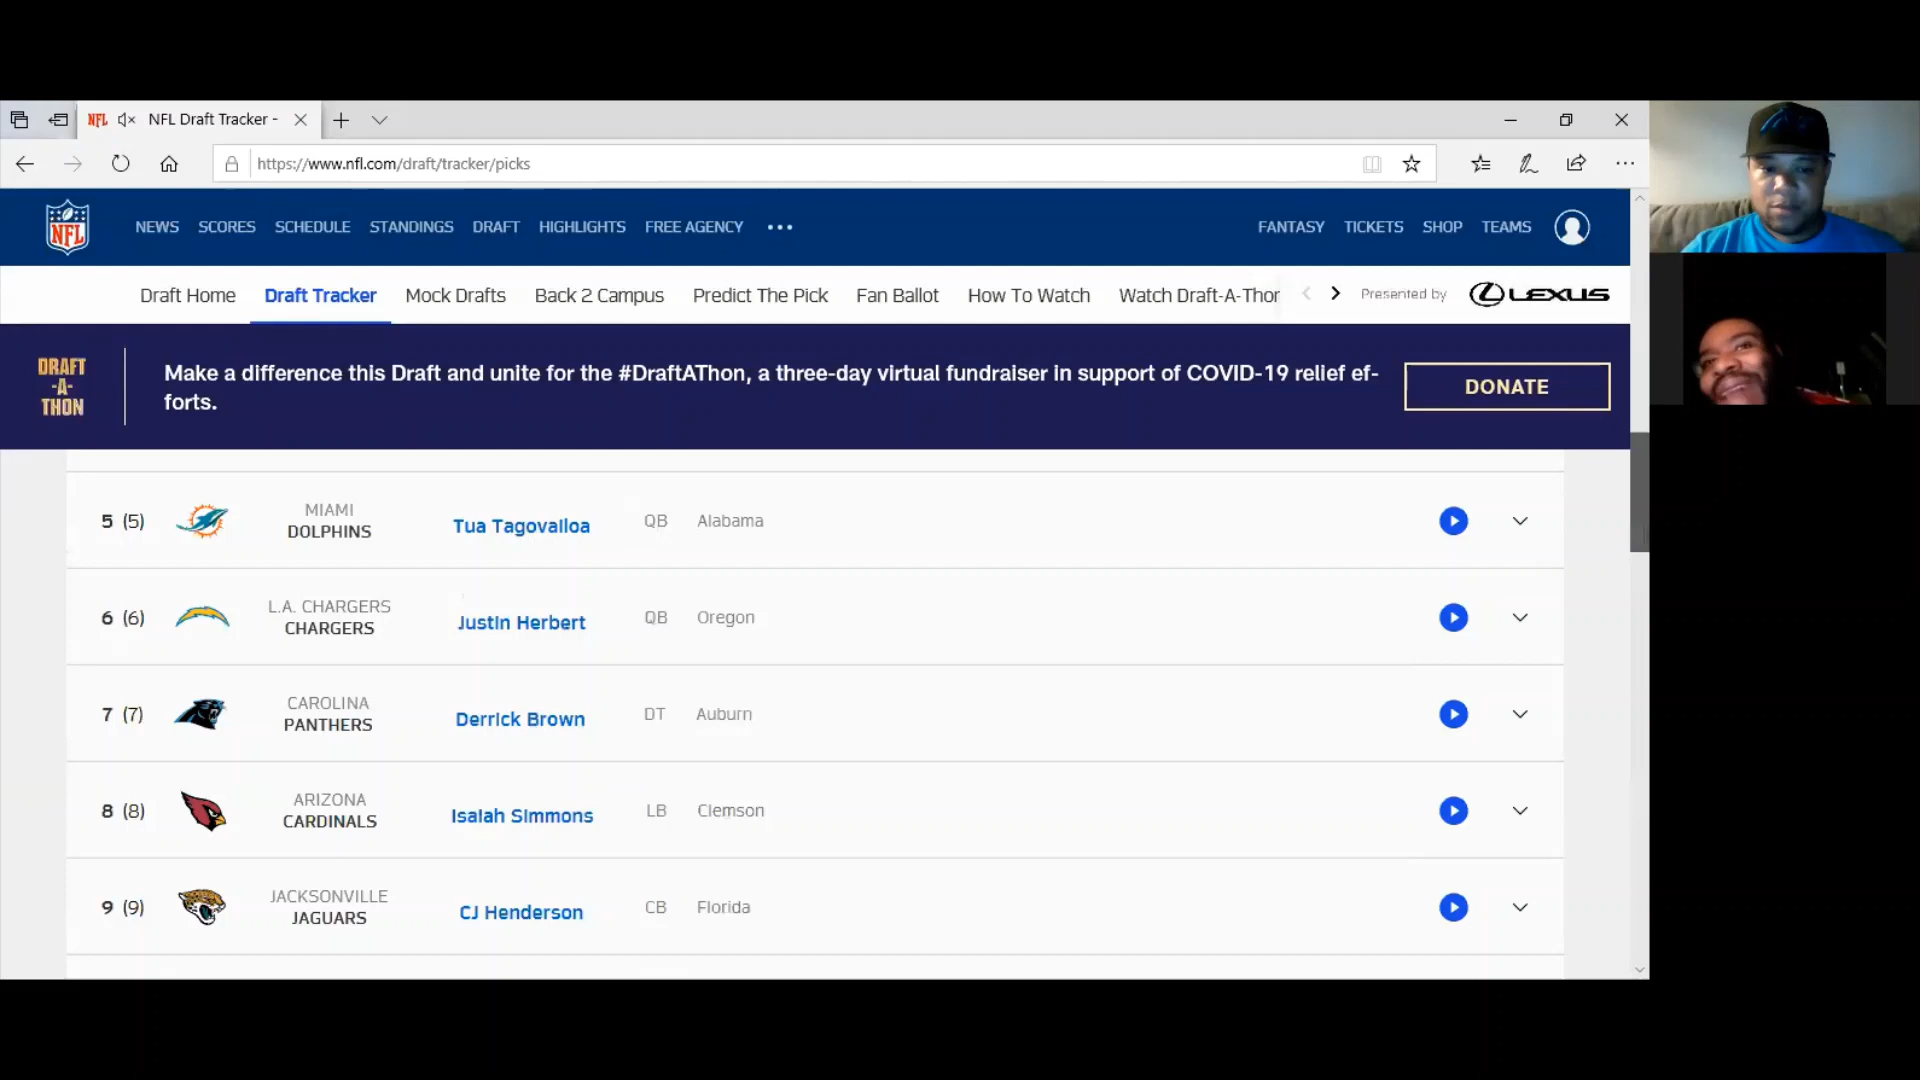 NFL NFL Draft Tracker -
https://www.nfl.com/draft/tracker/picks
NFL NEWS SCORES SCHEDULE STANDINGS DRAFT HIGHLIGHTS FREE AGENCY FANTASY TICKETS SHOP TEAMS
Draft Home Draft Tracker Mock Drafts Back 2 Campus Predict The Pick Fan Ballot How To Watch Watch Draft-A-Thor Presented by LEXUS
DRAFT
-A-
THON
Make a difference this Draft and unite for the #DraftAThon, a three-day virtual fundraiser in support of COVID-19 relief ef-
forts.
DONATE
5 (5) MIAMI
DOLPHINS
Tua Tagovailoa QB Alabama
6 (6) L.A. CHARGERS
CHARGERS
Justin Herbert QB Oregon
7 (7) CAROLINA
PANTHERS
Derrick Brown DT Auburn
8 (8) ARIZONA
CARDINALS
Isaiah Simmons LB Clemson
9 (9) JACKSONVILLE
JAGUARS
CJ Henderson CB Florida